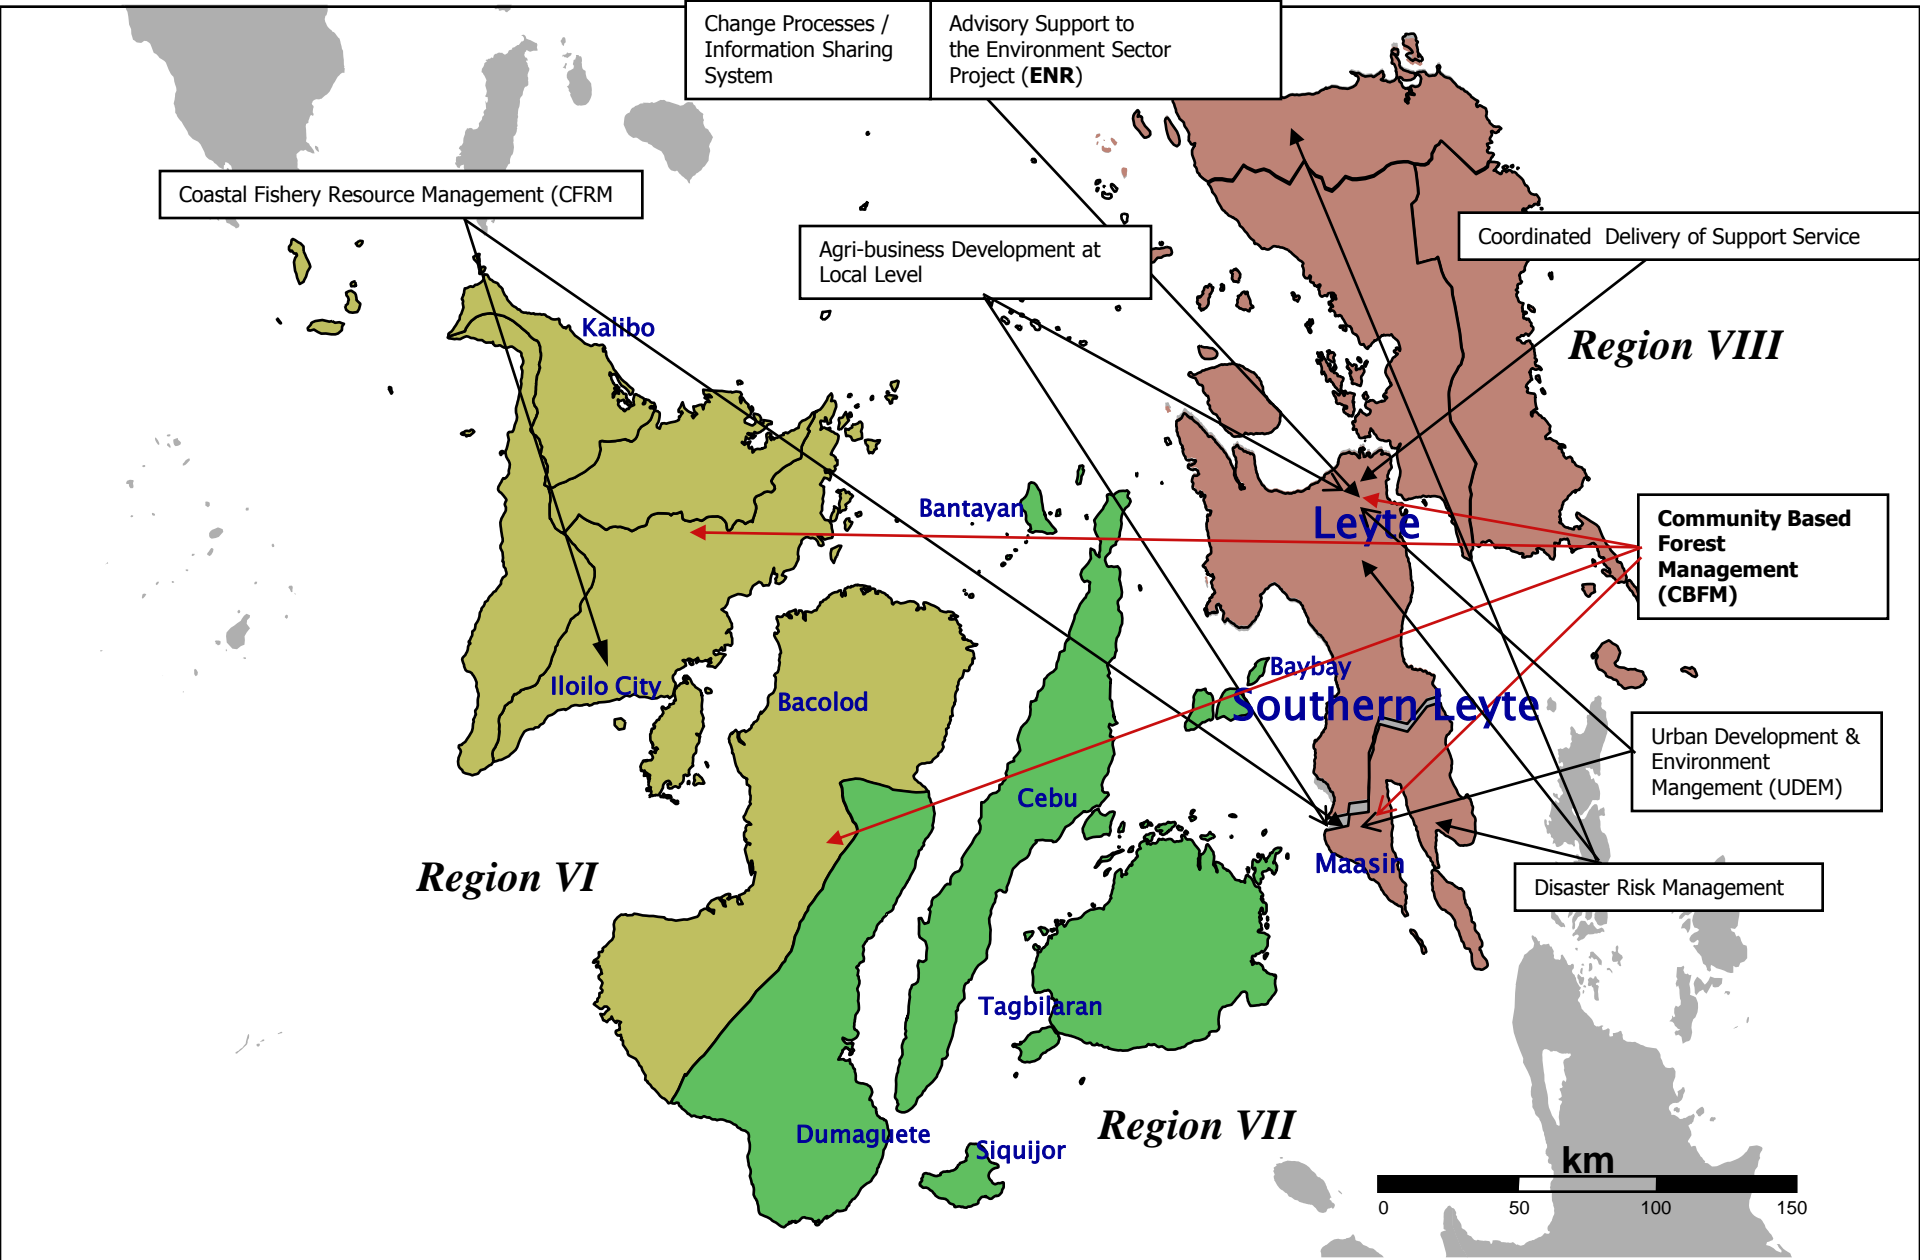 Change Processes /
Information Sharing
System
Advisory Support to
the Environment Sector
Project (ENR)
Coastal Fishery Resource Management (CFRM
Agri-business Development at
Local Level
Coordinated Delivery of Support Service
Kalibo
Region VIII
Bantayan
Leyte
Community Based
Forest
Management
(CBFM)
Iloilo City
Bacolod
Baybay
Southern Leyte
Urban Development &
Environment
Mangement (UDEM)
Cebu
Maasin
Region VI
Disaster Risk Management
Tagbilaran
Region VII
Dumaguete
Siquijor
km
0 50 100 150